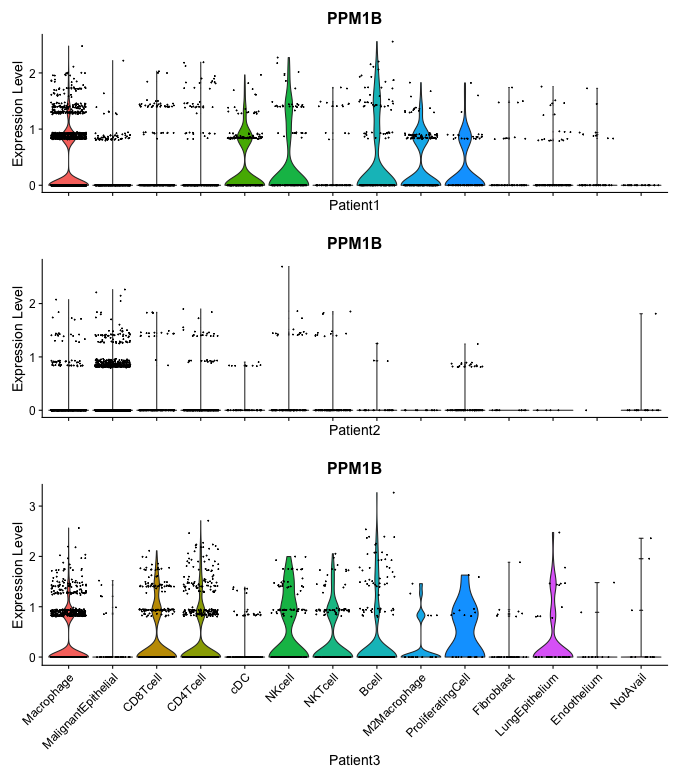 PPM1B
Expression Level
2
1
0
Patient1
PPM1B
Expression Level
2
1
0
Patient2
PPM1B
Expression Level
3
2
1
0
Macrophage
MalignantEpithelial
CD8Tcell
CD4Tcell
cDC
NKcell
NKTcell
Bcell
M2Macrophage
ProliferatingCell
Fibroblast
LungEpithelium
Endothelium
NotAvail
Patient3